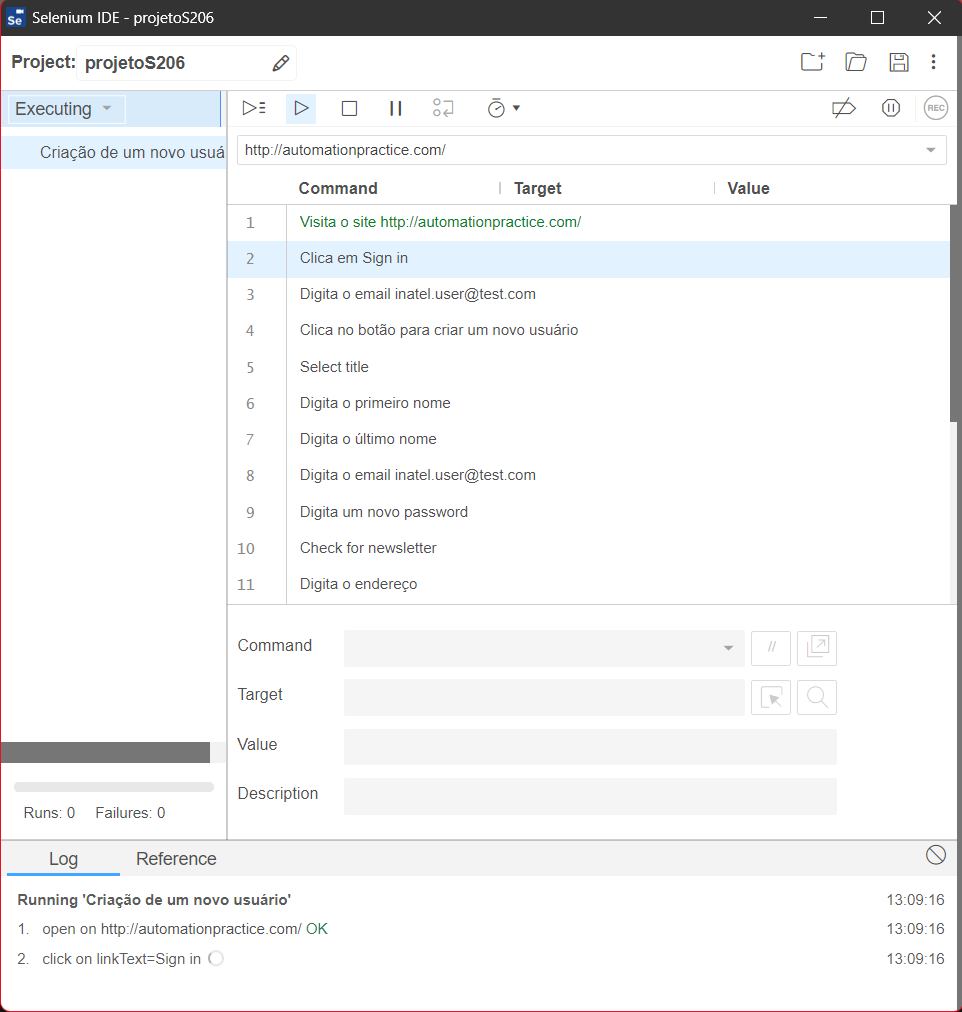 Selenium IDE - projetoS206
Project: projetoS206
Executing
Criação de um novo usuá
REC
http://automationpractice.com/
Command Target Value
1 Visita o site http://automationpractice.com/
2 Clica em Sign in
3 Digita o email inatel.user@test.com
4 Clica no botão para criar um novo usuário
5 Select title
6 Digita o primeiro nome
7 Digita o último nome
8 Digita o email inatel.user@test.com
9 Digita um novo password
10 Check for newsletter
11 Digita o endereço
Command //
Target
Value
Description
Runs: 0 Failures: 0
Log Reference
Running 'Criação de um novo usuário' 13:09:16
1. open on http://automationpractice.com/ OK 13:09:16
2. click on linkText=Sign in 13:09:16